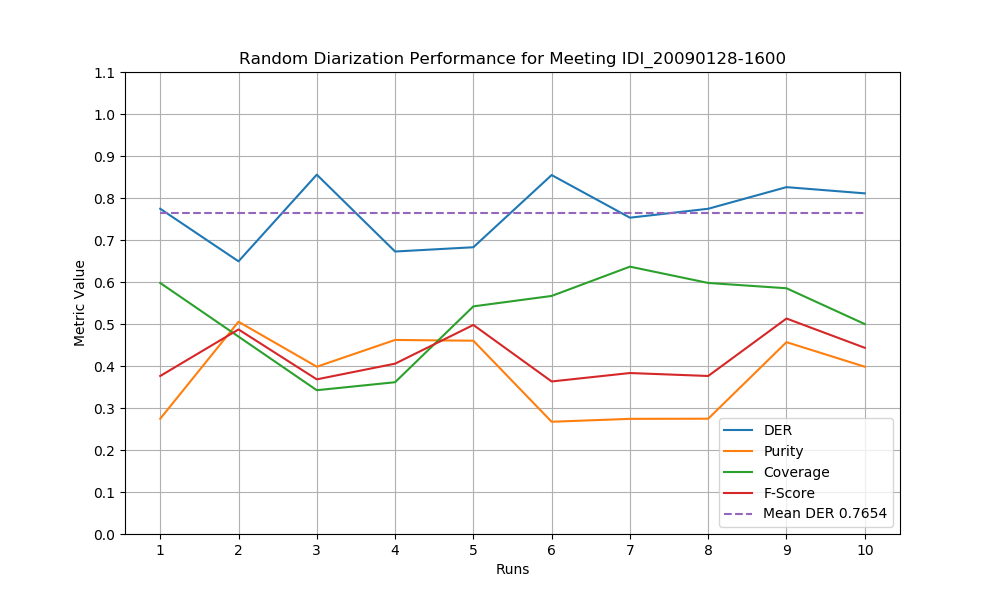 Random Diarization Performance for Meeting IDI_20090128-1600
1.1
1.0
0.9
0.8
0.7
0.6
0.5
0.4
0.3
0.2
0.1
0.0
Metric Value
1 2 3 4 5 6 7 8 9 10
Runs
DER
Purity
Coverage
F-Score
Mean DER 0.7654